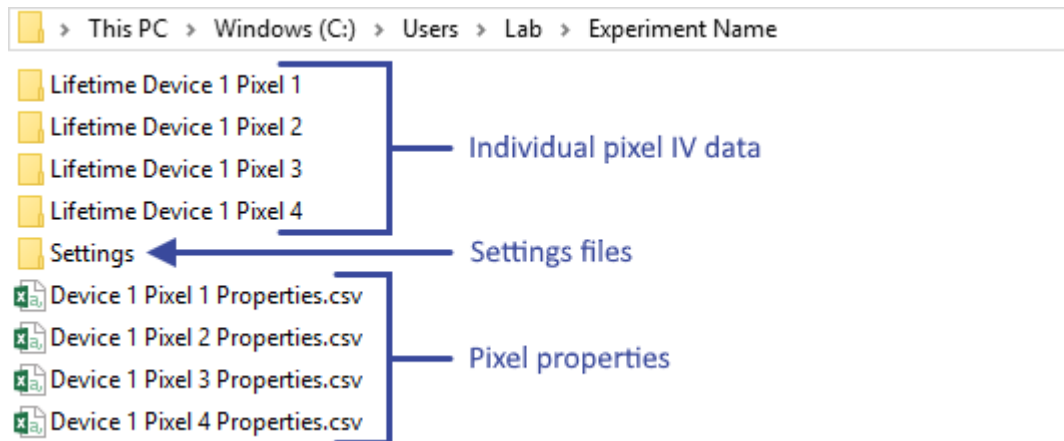 This PC > Windows (C:) > Users > Lab > Experiment Name
Lifetime Device 1 Pixel 1
Lifetime Device 1 Pixel 2
Lifetime Device 1 Pixel 3
Lifetime Device 1 Pixel 4
Individual pixel IV data
Settings
Settings files
Device 1 Pixel 1 Properties.csv
Device 1 Pixel 2 Properties.csv
Device 1 Pixel 3 Properties.csv
Device 1 Pixel 4 Properties.csv
Pixel properties